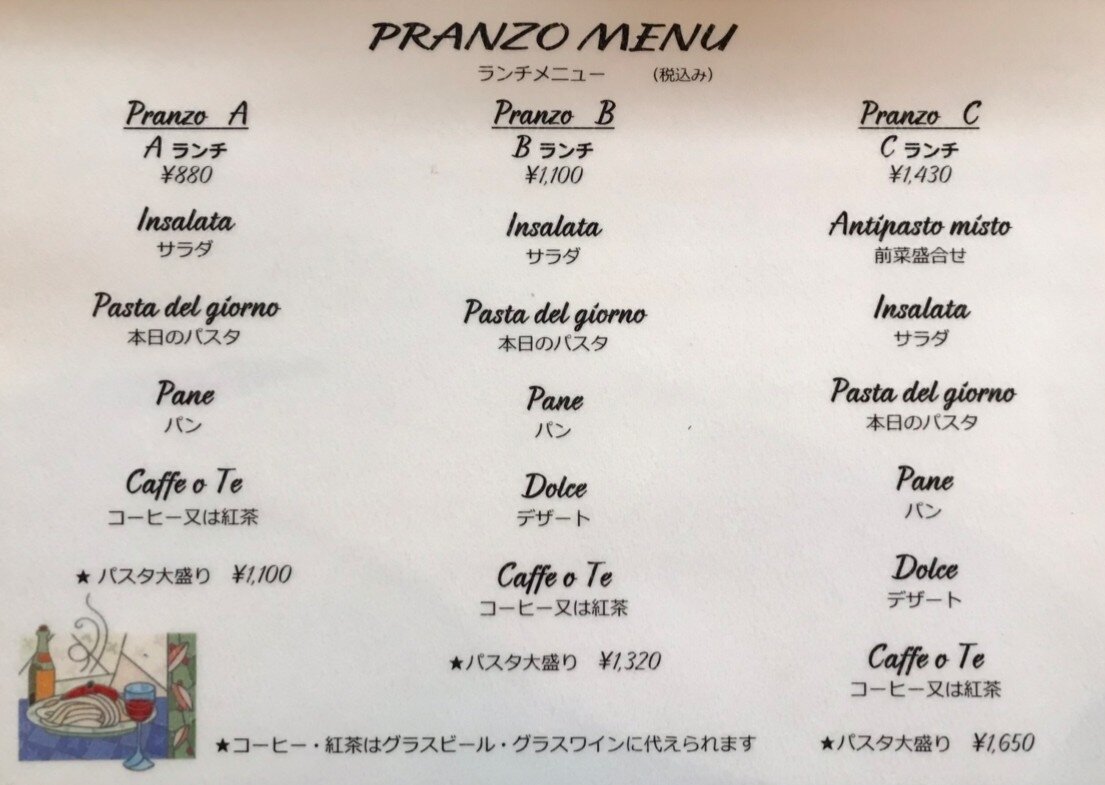 PRANZO MENU
ランチメニュー （税込み）
Pranzo A
A ランチ
¥880
Insalata
サラダ
Pasta del giorno
本日のパスタ
Pane
パン
Caffe o Te
コーヒー又は紅茶
★ パスタ大盛り ¥1,100
Pranzo B
B ランチ
¥1,100
Insalata
サラダ
Pasta del giorno
本日のパスタ
Pane
パン
Dolce
デザート
Caffe o Te
コーヒー又は紅茶
★パスタ大盛り ¥1,320
Pranzo C
C ランチ
¥1,430
Antipasto misto
前菜盛合せ
Insalata
サラダ
Pasta del giorno
本日のパスタ
Pane
パン
Dolce
デザート
Caffe o Te
コーヒー又は紅茶
★パスタ大盛り ¥1,650
★コーヒー・紅茶はグラスビール・グラスワインに代えられます